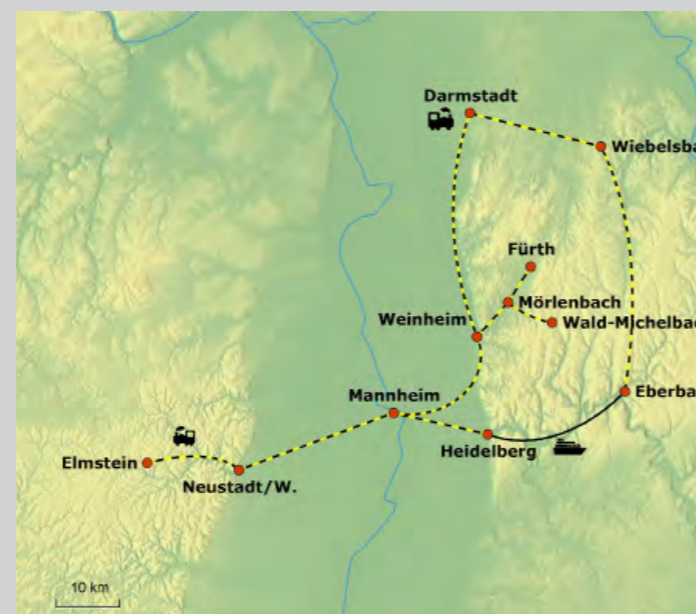 Darmstadt
Wiebelsba
Fürth
Mörlenbach
Weinheim
Wald-Michelbac
Mannheim
Eberba
Heidelberg
Elmstein
Neustadt/W.
10 km